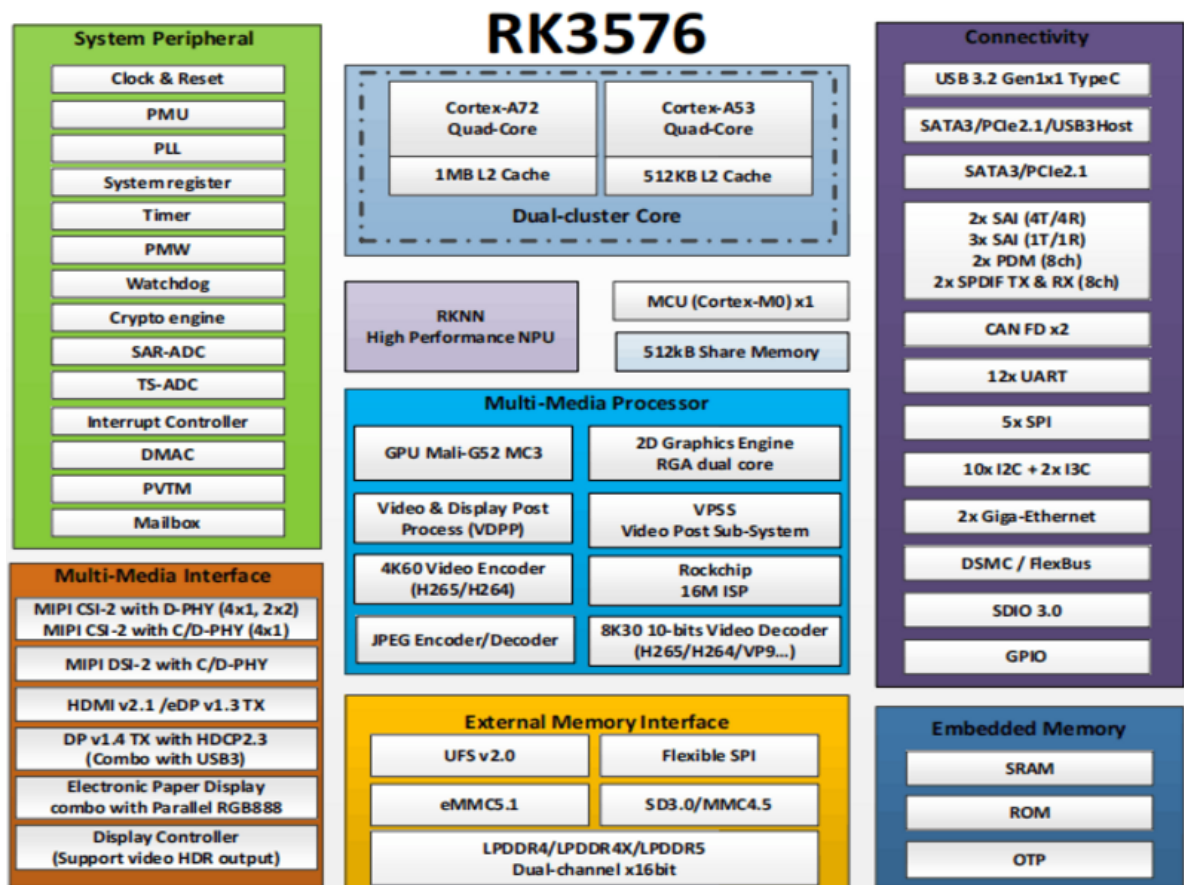 RK3576
System Peripheral
Clock & Reset
PMU
PLL
System register
Timer
PMW
Watchdog
Crypto engine
SAR-ADC
TS-ADC
Interrupt Controller
DMAC
PVTM
Mailbox
Multi-Media Interface
MIPI CSI-2 with D-PHY (4x1, 2x2)
MIPI CSI-2 with C/D-PHY (4x1)
MIPI DSI-2 with C/D-PHY
HDMI v2.1 /eDP v1.3 TX
DP v1.4 TX with HDCP2.3
(Combo with USB3)
Electronic Paper Display
combo with Parallel RGB888
Display Controller
(Support video HDR output)
Cortex-A72
Quad-Core
1MB L2 Cache
Cortex-A53
Quad-Core
512KB L2 Cache
Dual-cluster Core
RKNN
High Performance NPU
MCU (Cortex-M0) x1
512kB Share Memory
Multi-Media Processor
GPU Mali-G52 MC3
2D Graphics Engine
RGA dual core
Video & Display Post
Process (VDPP)
VPSS
Video Post Sub-System
4K60 Video Encoder
(H265/H264)
Rockchip
16M ISP
JPEG Encoder/Decoder
8K30 10-bits Video Decoder
(H265/H264/VP9...)
External Memory Interface
UFS v2.0
Flexible SPI
eMMC5.1
SD3.0/MMC4.5
LPDDR4/LPDDR4X/LPDDR5
Dual-channel x16bit
Connectivity
USB 3.2 Gen1x1 TypeC
SATA3/PCIe2.1/USB3Host
SATA3/PCIe2.1
2x SAI (4T/4R)
3x SAI (1T/1R)
2x PDM (8ch)
2x SPDIF TX & RX (8ch)
CAN FD x2
12x UART
5x SPI
10x I2C + 2x I3C
2x Giga-Ethernet
DSMC / FlexBus
SDIO 3.0
GPIO
Embedded Memory
SRAM
ROM
OTP